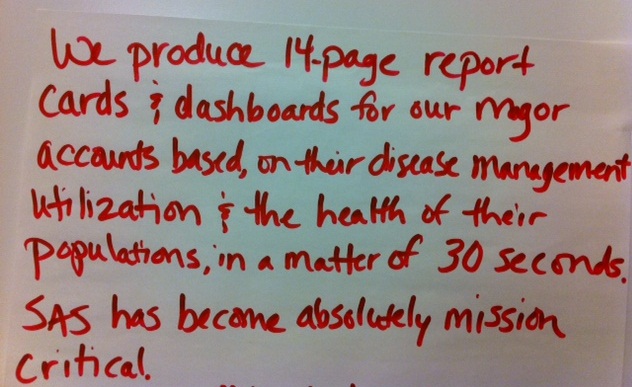 We produce 14-page report
cards & dashboards for our major
accounts based, on their disease management
utilization & the health of their
populations, in a matter of 30 seconds.
SAS has become absolutely mission
critical.